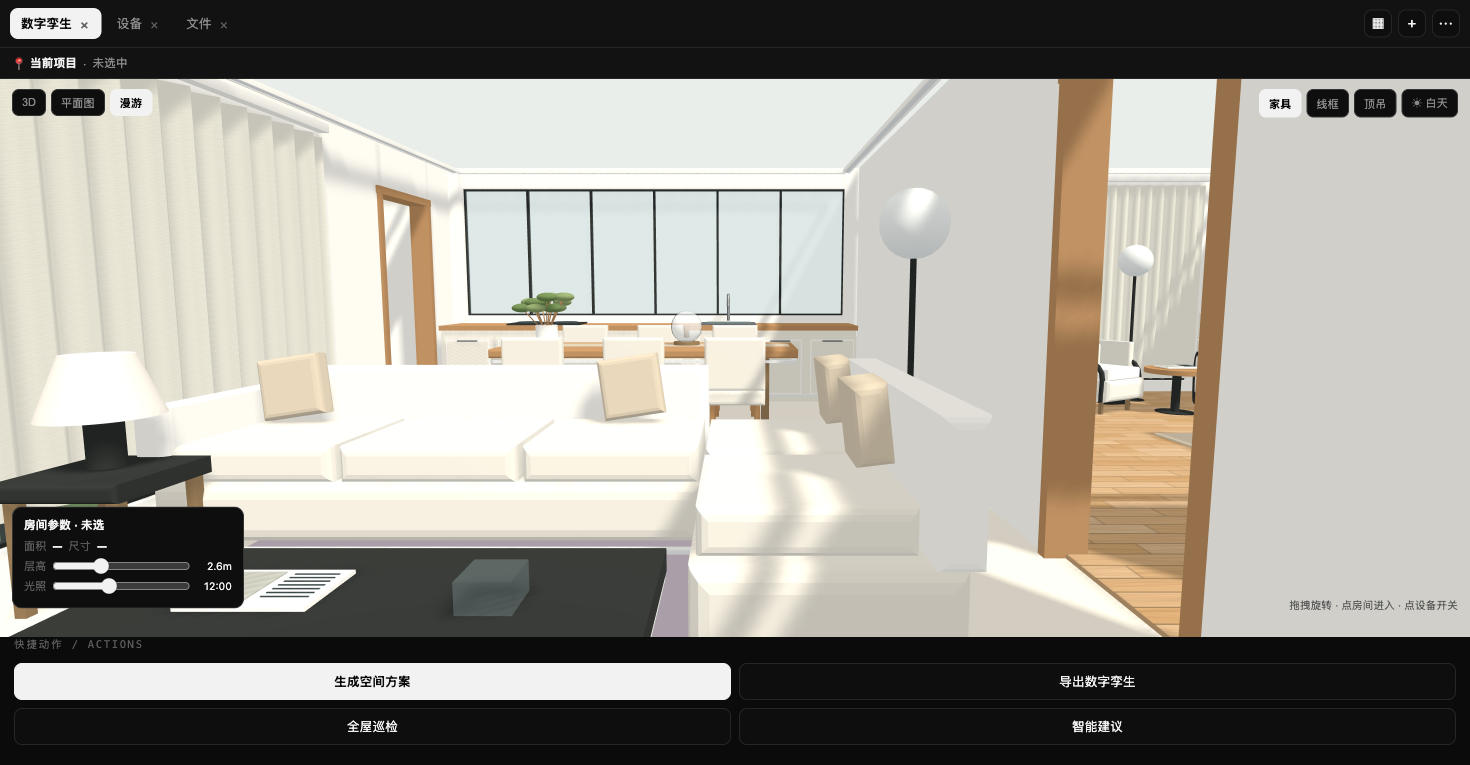 数字孪生 × 设备 × 文件 ×
▦ + ⋯
📍 当前项目 · 未选中
3D 平面图 漫游
家具 线框 顶吊 ☀ 白天
房间参数 · 未选
面积 — 尺寸 —
层高 2.6m
光照 12:00
拖拽旋转 · 点房间进入 · 点设备开关
快捷动作 / ACTIONS
生成空间方案 导出数字孪生
全屋巡检 智能建议